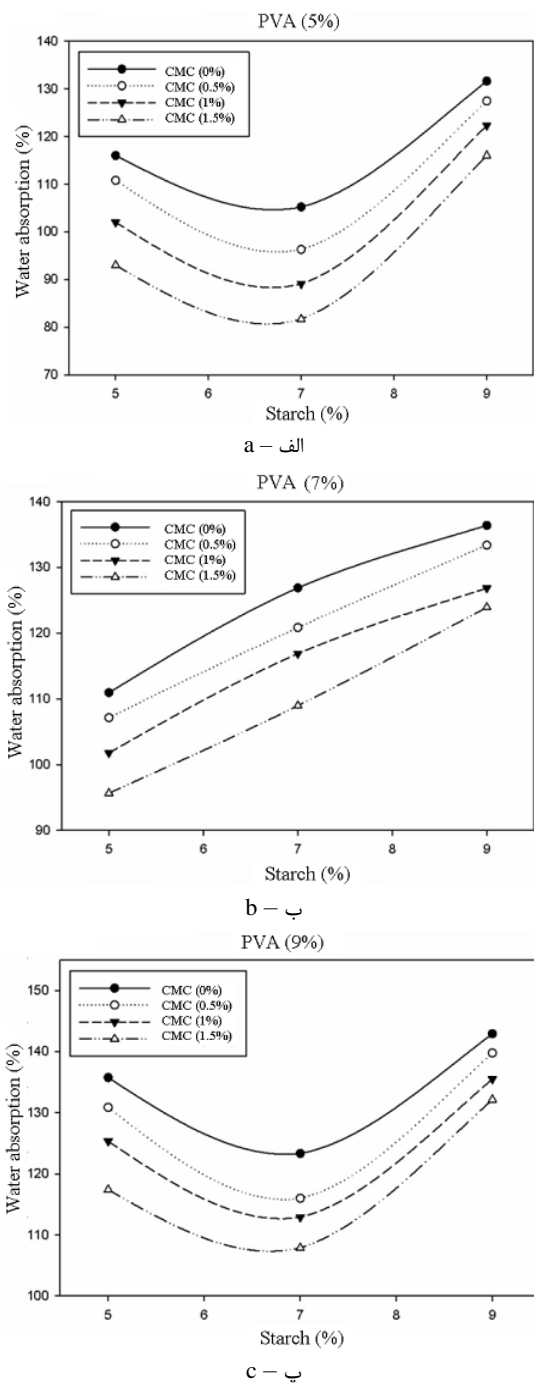 PVA (5%)
140
130
120
110
100
90
80
70
Water absorption (%)
CMC (0%)
CMC (0.5%)
CMC (1%)
CMC (1.5%)
5
6
7
8
9
Starch (%)
a – الف
PVA (7%)
140
130
120
110
100
90
Water absorption (%)
CMC (0%)
CMC (0.5%)
CMC (1%)
CMC (1.5%)
5
6
7
8
9
Starch (%)
b – ب
PVA (9%)
150
140
130
120
110
100
Water absorption (%)
CMC (0%)
CMC (0.5%)
CMC (1%)
CMC (1.5%)
5
6
7
8
9
Starch (%)
c – پ